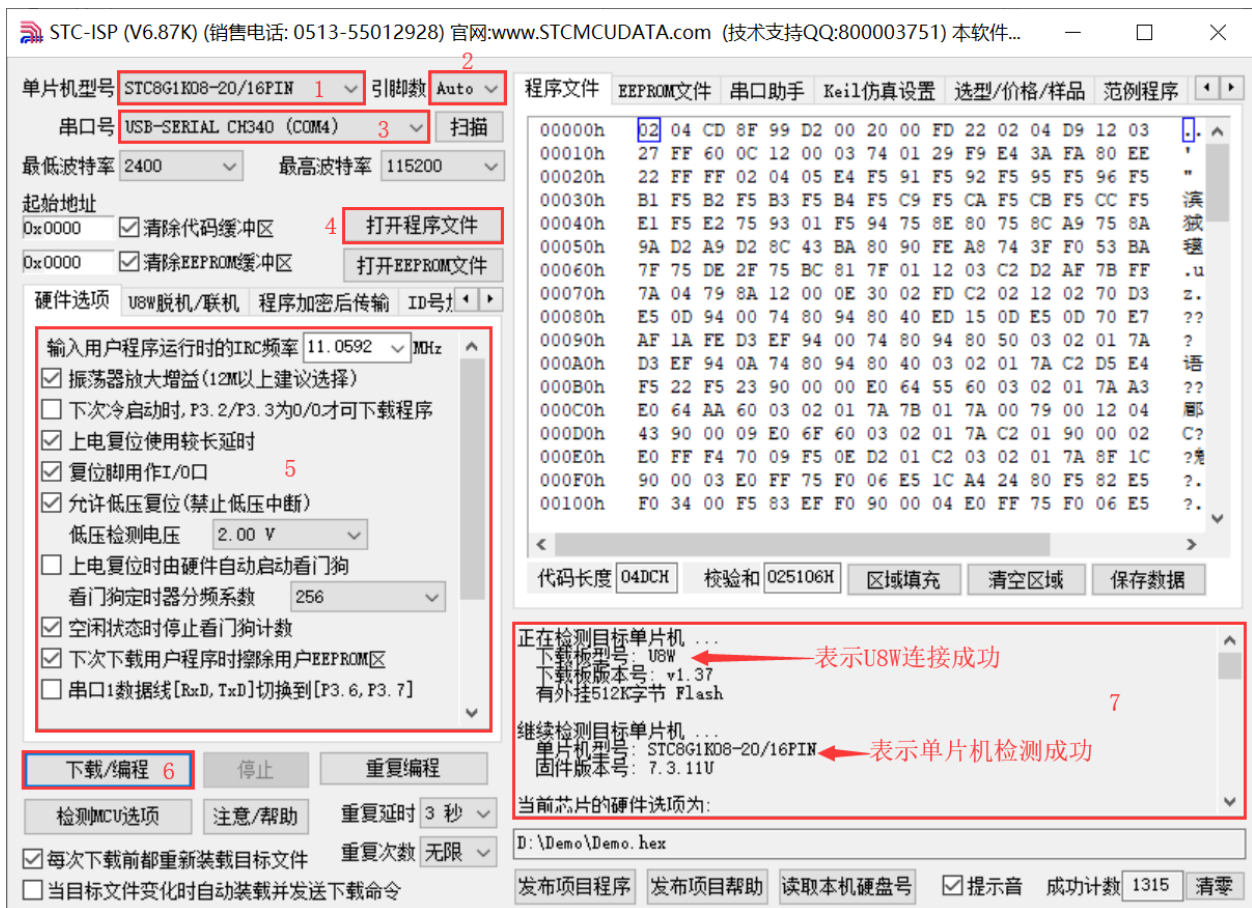 STC-ISP (V6.87K) (销售电话: 0513-55012928) 官网:www.STCMCUDATA.com (技术支持QQ:800003751) 本软件...
2
单片机型号 STC8G1K08-20/16PIN 1 引脚数 Auto
串口号 USB-SERIAL CH340 (COM4) 3 扫描
最低波特率 2400 最高波特率 115200
起始地址
0x0000 清除代码缓冲区 4 打开程序文件
0x0000 清除EEPROM缓冲区 打开EEPROM文件
硬件选项 U8W脱机/联机 程序加密后传输 ID号
输入用户程序运行时的IRC频率 11.0592 MHz
振荡器放大增益(12M以上建议选择)
下次冷启动时,P3.2/P3.3为0/0才可下载程序
上电复位使用较长延时
复位脚用作I/O口 5
允许低压复位(禁止低压中断)
低压检测电压 2.00 V
上电复位时由硬件自动启动看门狗
看门狗定时器分频系数 256
空闲状态时停止看门狗计数
下次下载用户程序时擦除用户EEPROM区
串口1数据线[RxD,TxD]切换到[P3.6,P3.7]
下载/编程 6 停止 重复编程
检测MCU选项 注意/帮助 重复延时 3 秒
每次下载前都重新装载目标文件 重复次数 无限
当目标文件变化时自动装载并发送下载命令
程序文件 EEPROM文件 串口助手 Keil仿真设置 选型/价格/样品 范例程序
00000h 02 04 CD 8F 99 D2 00 20 00 FD 22 02 04 D9 12 03 ..
00010h 27 FF 60 0C 12 00 03 74 01 29 F9 E4 3A FA 80 EE '
00020h 22 FF FF 02 04 05 E4 F5 91 F5 92 F5 95 F5 96 F5 "
00030h B1 F5 B2 F5 B3 F5 B4 F5 C9 F5 CA F5 CB F5 CC F5 滨
00040h E1 F5 E2 75 93 01 F5 94 75 8E 80 75 8C A9 75 8A
00050h 9A D2 A9 D2 8C 43 BA 80 90 FE A8 74 3F F0 53 BA
00060h 7F 75 DE 2F 75 BC 81 7F 01 12 03 C2 D2 AF 7B FF .u
00070h 7A 04 79 8A 12 00 0E 30 02 FD C2 02 12 02 70 D3 z.
00080h E5 0D 94 00 74 80 94 80 40 ED 15 0D E5 0D 70 E7 ??
00090h AF 1A FE D3 EF 94 00 74 80 94 80 50 03 02 01 7A ?
000A0h D3 EF 94 0A 74 80 94 80 40 03 02 01 7A C2 D5 E4 语
000B0h F5 22 F5 23 90 00 00 E0 64 55 60 03 02 01 7A A3 ??
000C0h E0 64 AA 60 03 02 01 7A 7B 01 7A 00 79 00 12 04 郿
000D0h 43 90 00 09 E0 6F 60 03 02 01 7A C2 01 90 00 02 C?
000E0h E0 FF F4 70 09 F5 0E D2 01 C2 03 02 01 7A 8F 1C
000F0h 90 00 03 E0 FF 75 F0 06 E5 1C A4 24 80 F5 82 E5 ?.
00100h F0 34 00 F5 83 EF F0 90 00 04 E0 FF 75 F0 06 E5 ?.
代码长度 04DCH 校验和 025106H 区域填充 清空区域 保存数据
正在检测目标单片机 ...
下载板型号: U8W 表示U8W连接成功
下载板版本号: v1.37
有外挂512K字节 Flash
7
继续检测目标单片机 ...
单片机型号: STC8G1K08-20/16PIN 表示单片机检测成功
固件版本号: 7.3.11U
当前芯片的硬件选项为:
D:\Demo\Demo.hex
发布项目程序 发布项目帮助 读取本机硬盘号 提示音 成功计数 1315 清零